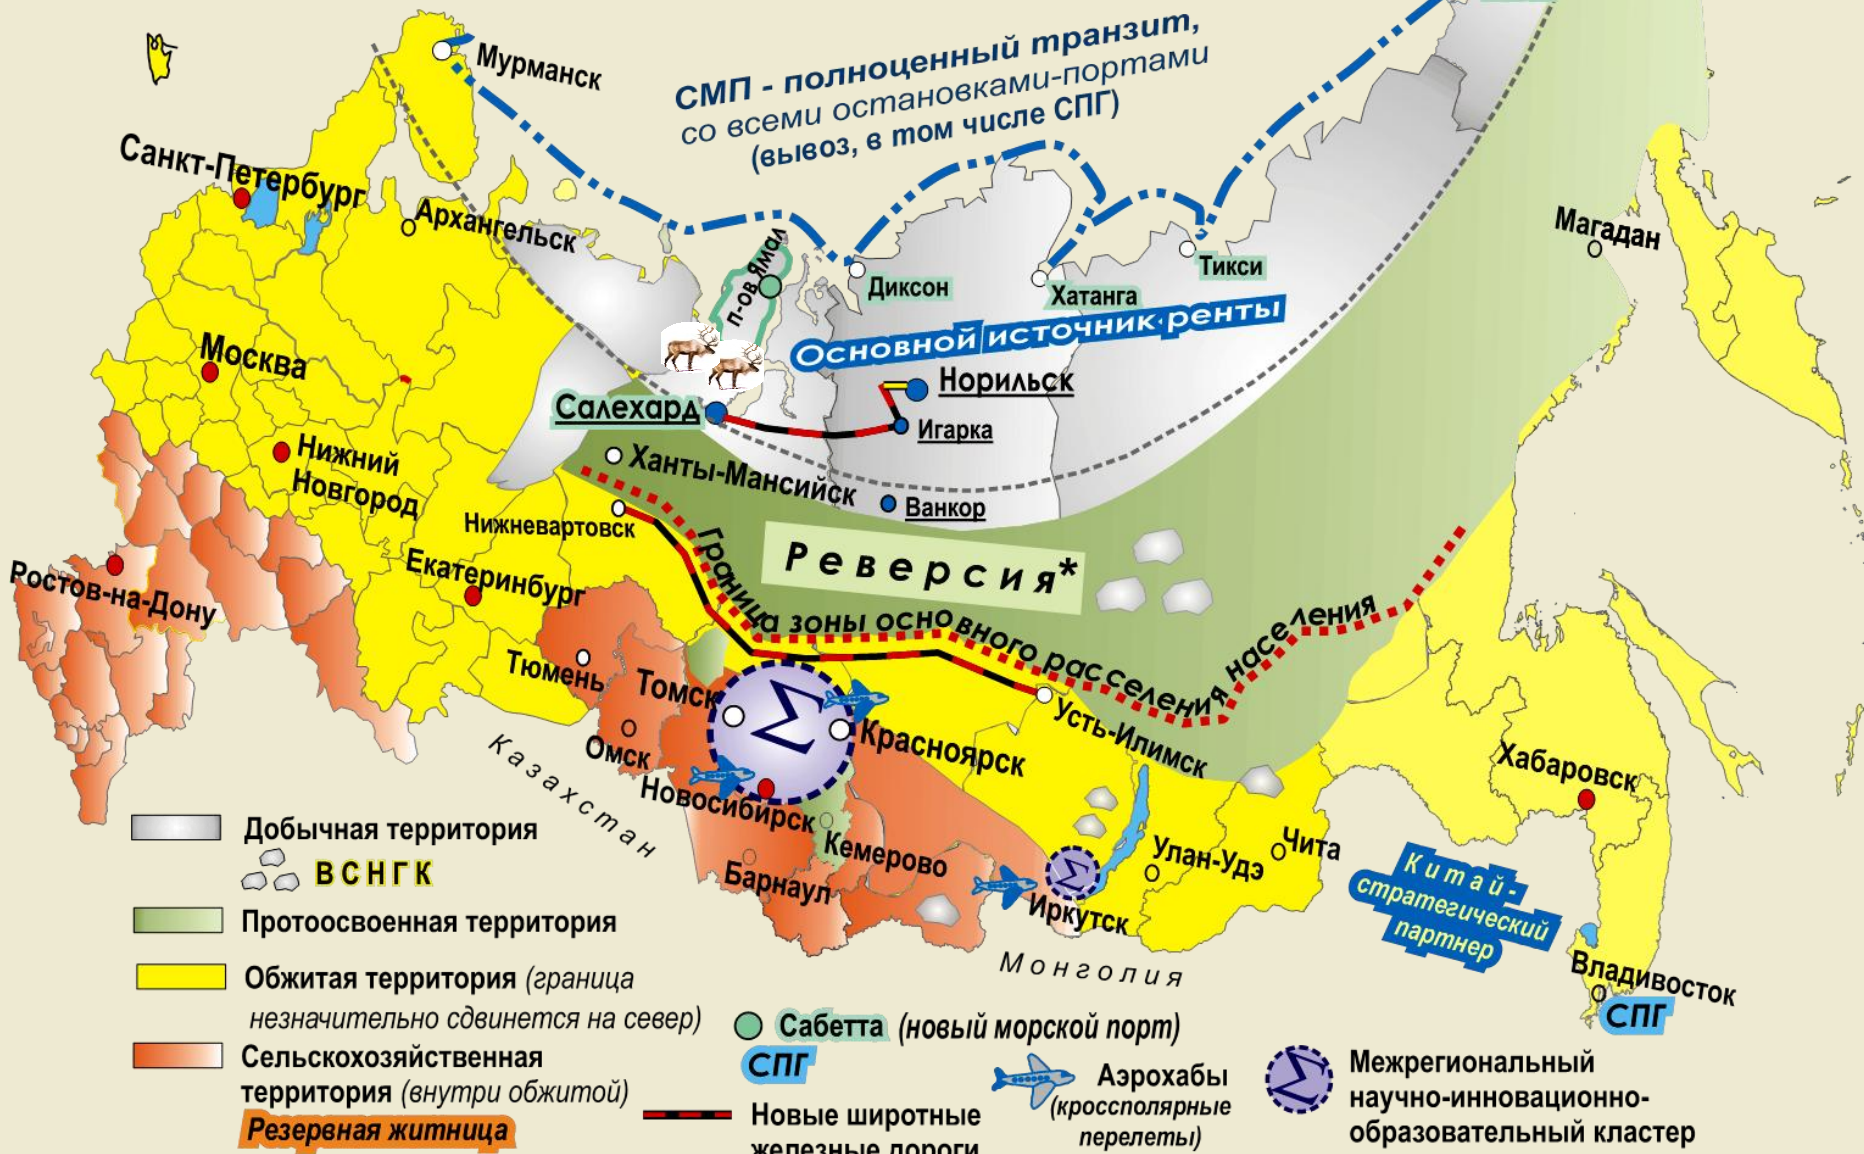 СМП - полноценный транзит,
со всеми остановками-портами
(вывоз, в том числе СПГ)
Мурманск
Санкт-Петербург
Архангельск
п-ов Ямал
Диксон
Хатанга
Тикси
Магадан
Основной источник ренты
Москва
Норильск
Салехард
Игарка
Нижний
Новгород
Ханты-Мансийск
Ванкор
Нижневартовск
Реверсия*
Граница зоны основного расселения населения
Екатеринбург
Ростов-на-Дону
Тюмень
Томск
Σ
Омск
Красноярск
Усть-Илимск
Новосибирск
Казахстан
Кемерово
Барнаул
Хабаровск
Чита
Улан-Удэ
Σ
Иркутск
Монголия
Китай-
стратегический
партнер
Владивосток
СПГ
Добычная территория
ВСНГК
Протоосвоенная территория
Обжитая территория (граница
незначительно сдвинется на север)
Сельскохозяйственная
территория (внутри обжитой)
Резервная житница
Сабетта (новый морской порт)
СПГ
Новые широтные
железные дороги
Аэрохабы
(кроссполярные
перелеты)
Σ
Межрегиональный
научно-инновационно-
образовательный кластер